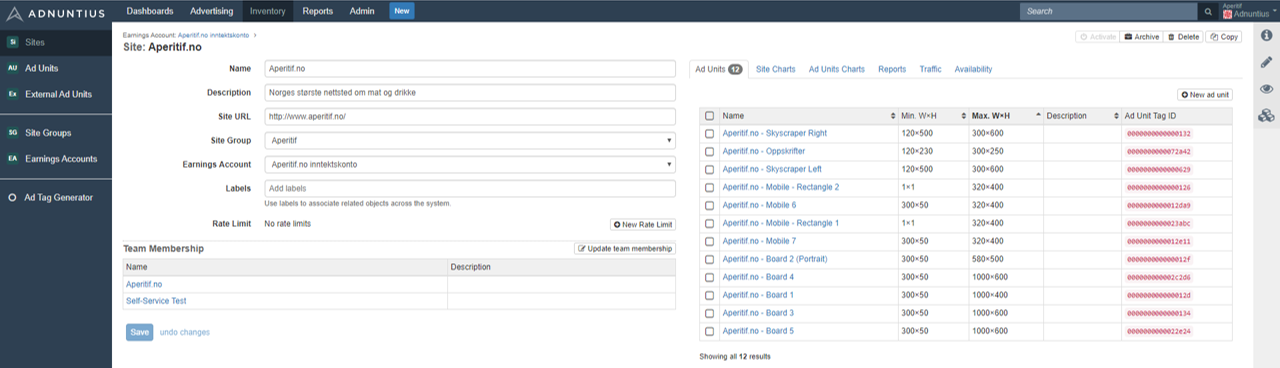 ADNUNTIUS Dashboards Advertising Inventory Reports Admin New Search Aperitif Adnuntius
Si Sites
AU Ad Units
Ex External Ad Units
SG Site Groups
EA Earnings Accounts
Ad Tag Generator
Earnings Account: Aperitif.no inntektskonto ›
Site: Aperitif.no
Activate Archive Delete Copy
Name Aperitif.no
Description Norges største nettsted om mat og drikke
Site URL http://www.aperitif.no/
Site Group Aperitif
Earnings Account Aperitif.no inntektskonto
Labels Add labels
Use labels to associate related objects across the system.
Rate Limit No rate limits New Rate Limit
Team Membership Update team membership
Name Description
Aperitif.no
Self-Service Test
Save undo changes
Ad Units 12 Site Charts Ad Units Charts Reports Traffic Availability
New ad unit
Name Min. W×H Max. W×H Description Ad Unit Tag ID
Aperitif.no - Skyscraper Right 120×500 300×600 0000000000000132
Aperitif.no - Oppskrifter 120×230 300×250 0000000000072a42
Aperitif.no - Skyscraper Left 120×500 300×600 0000000000000629
Aperitif.no - Mobile - Rectangle 2 1×1 320×400 0000000000000126
Aperitif.no - Mobile 6 300×50 320×400 0000000000012da9
Aperitif.no - Mobile - Rectangle 1 1×1 320×400 0000000000023abc
Aperitif.no - Mobile 7 300×50 320×400 0000000000012e11
Aperitif.no - Board 2 (Portrait) 300×50 580×500 000000000000012f
Aperitif.no - Board 4 300×50 1000×600 000000000002c2d6
Aperitif.no - Board 1 300×50 1000×400 000000000000012d
Aperitif.no - Board 3 300×50 1000×600 0000000000000134
Aperitif.no - Board 5 300×50 1000×600 0000000000022e24
Showing all 12 results